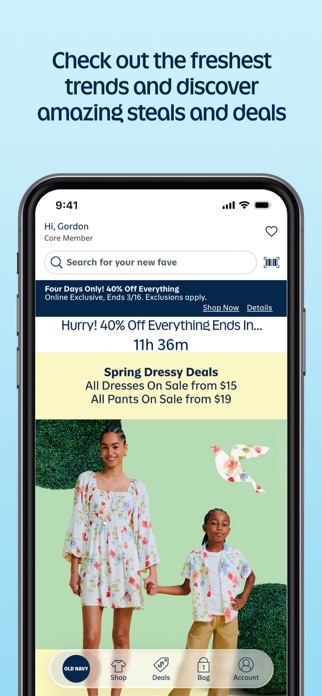 Check out the freshest
trends and discover
amazing steals and deals
9:41
Hi, Gordon
Core Member
Search for your new fave
Four Days Only! 40% Off Everything
Online Exclusive, Ends 3/16. Exclusions apply.
Shop Now Details
Hurry! 40% Off Everything Ends In...
11h 36m
Spring Dressy Deals
All Dresses On Sale from $15
All Pants On Sale from $19
OLD NAVY
Shop
Deals
1
Bag
Account